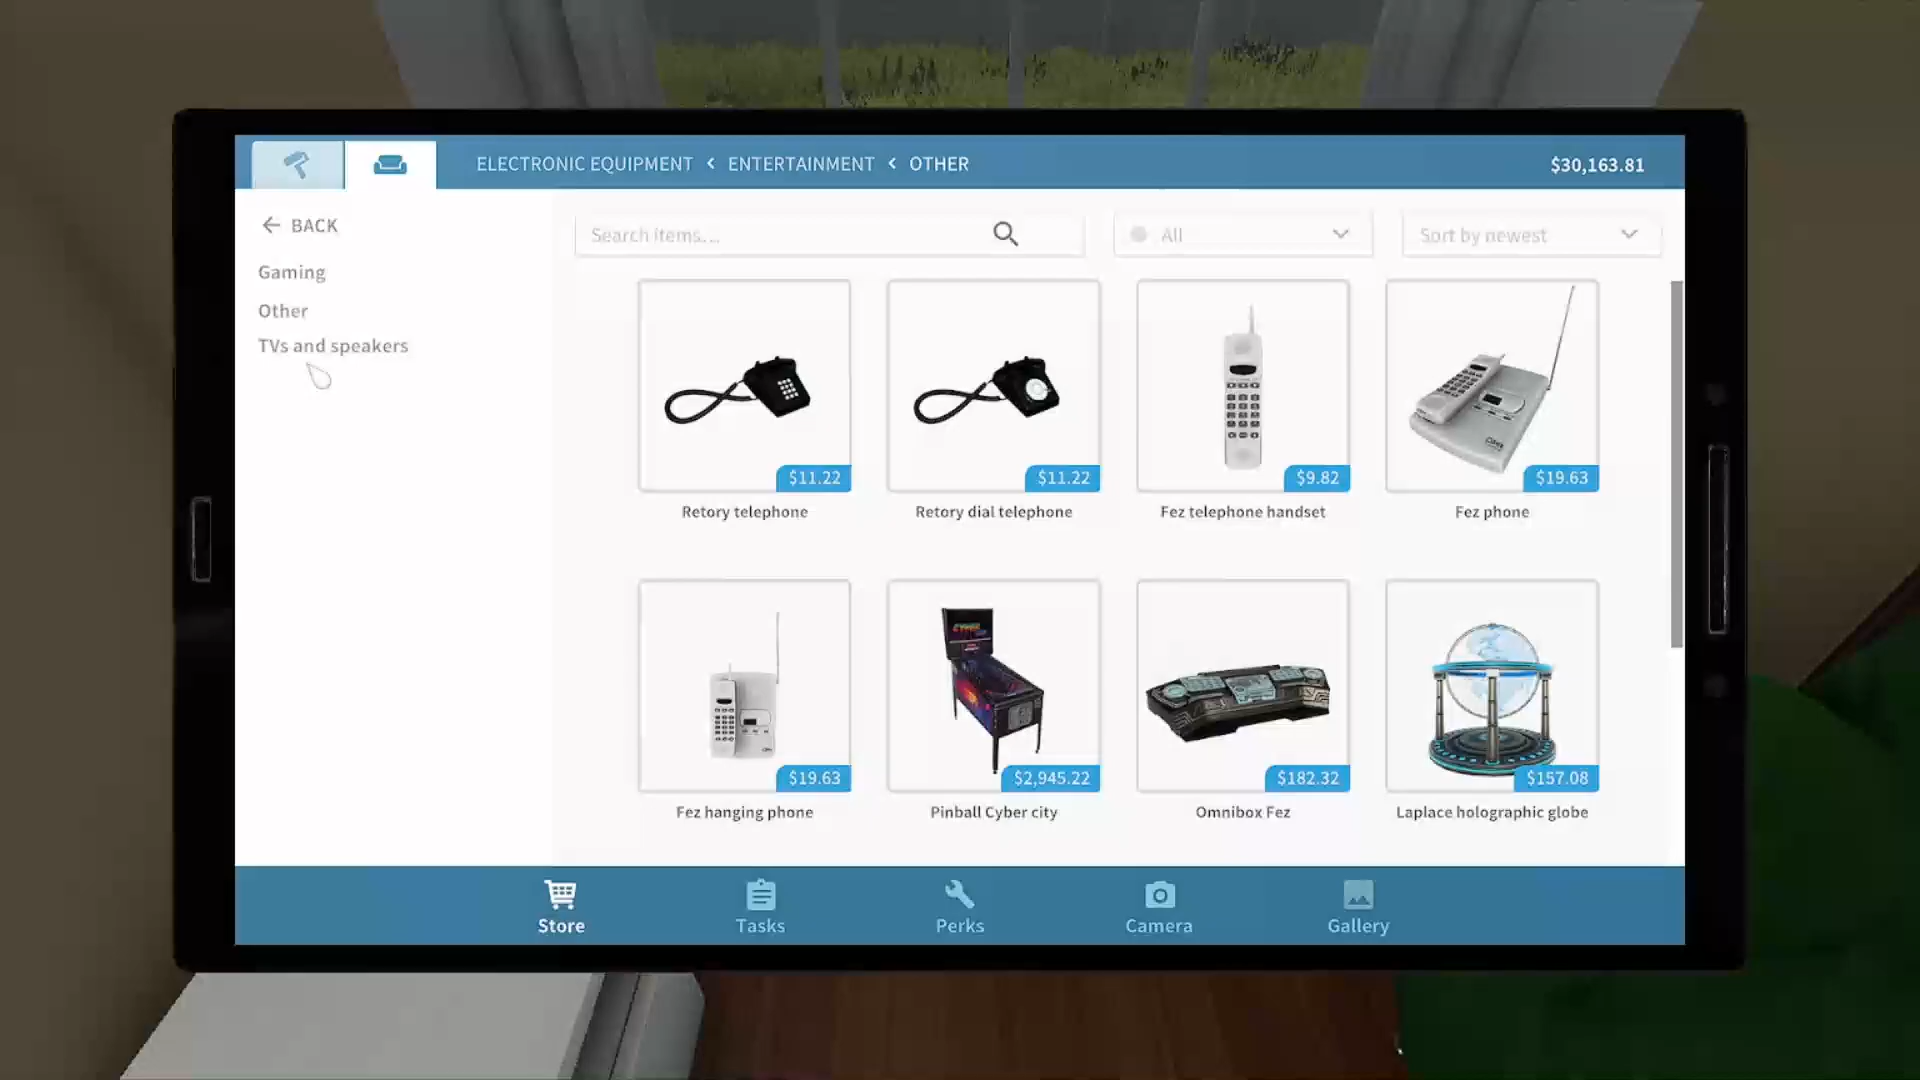 ELECTRONIC EQUIPMENT < ENTERTAINMENT < OTHER
$30,163.81
BACK
Gaming
Other
TVs and speakers
Search items...
All
Sort by newest
$11.22
$11.22
$9.82
$19.63
Retory telephone
Retory dial telephone
Fez telephone handset
Fez phone
$19.63
$2,945.22
$182.32
$157.08
Fez hanging phone
Pinball Cyber city
Omnibox Fez
Laplace holographic globe
Store
Tasks
Perks
Camera
Gallery